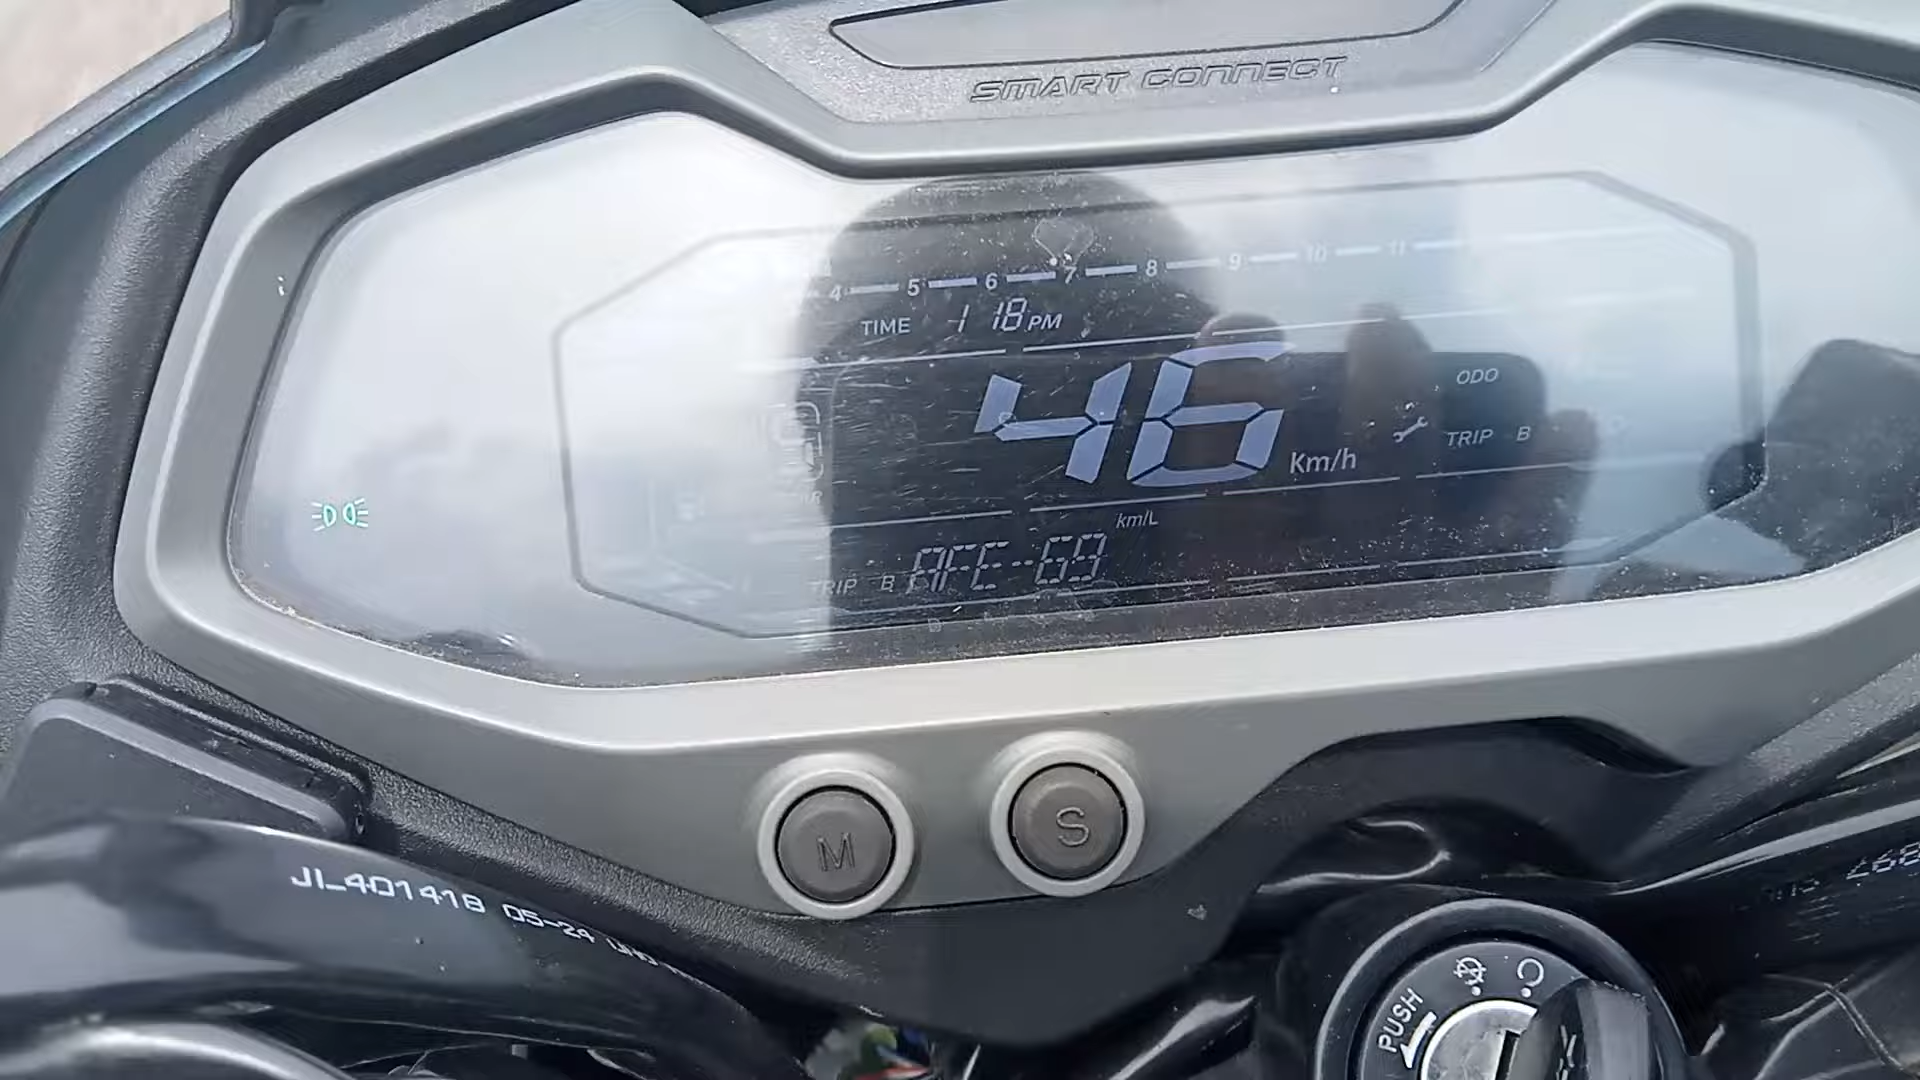 SMART CONNECT
4 5 6 7 8 9 10 11
TIME 1 18 PM
46 Km/h
ODO
TRIP B
km/L
TRIP B AFE-69
M S
JL401418 05-24
PUSH